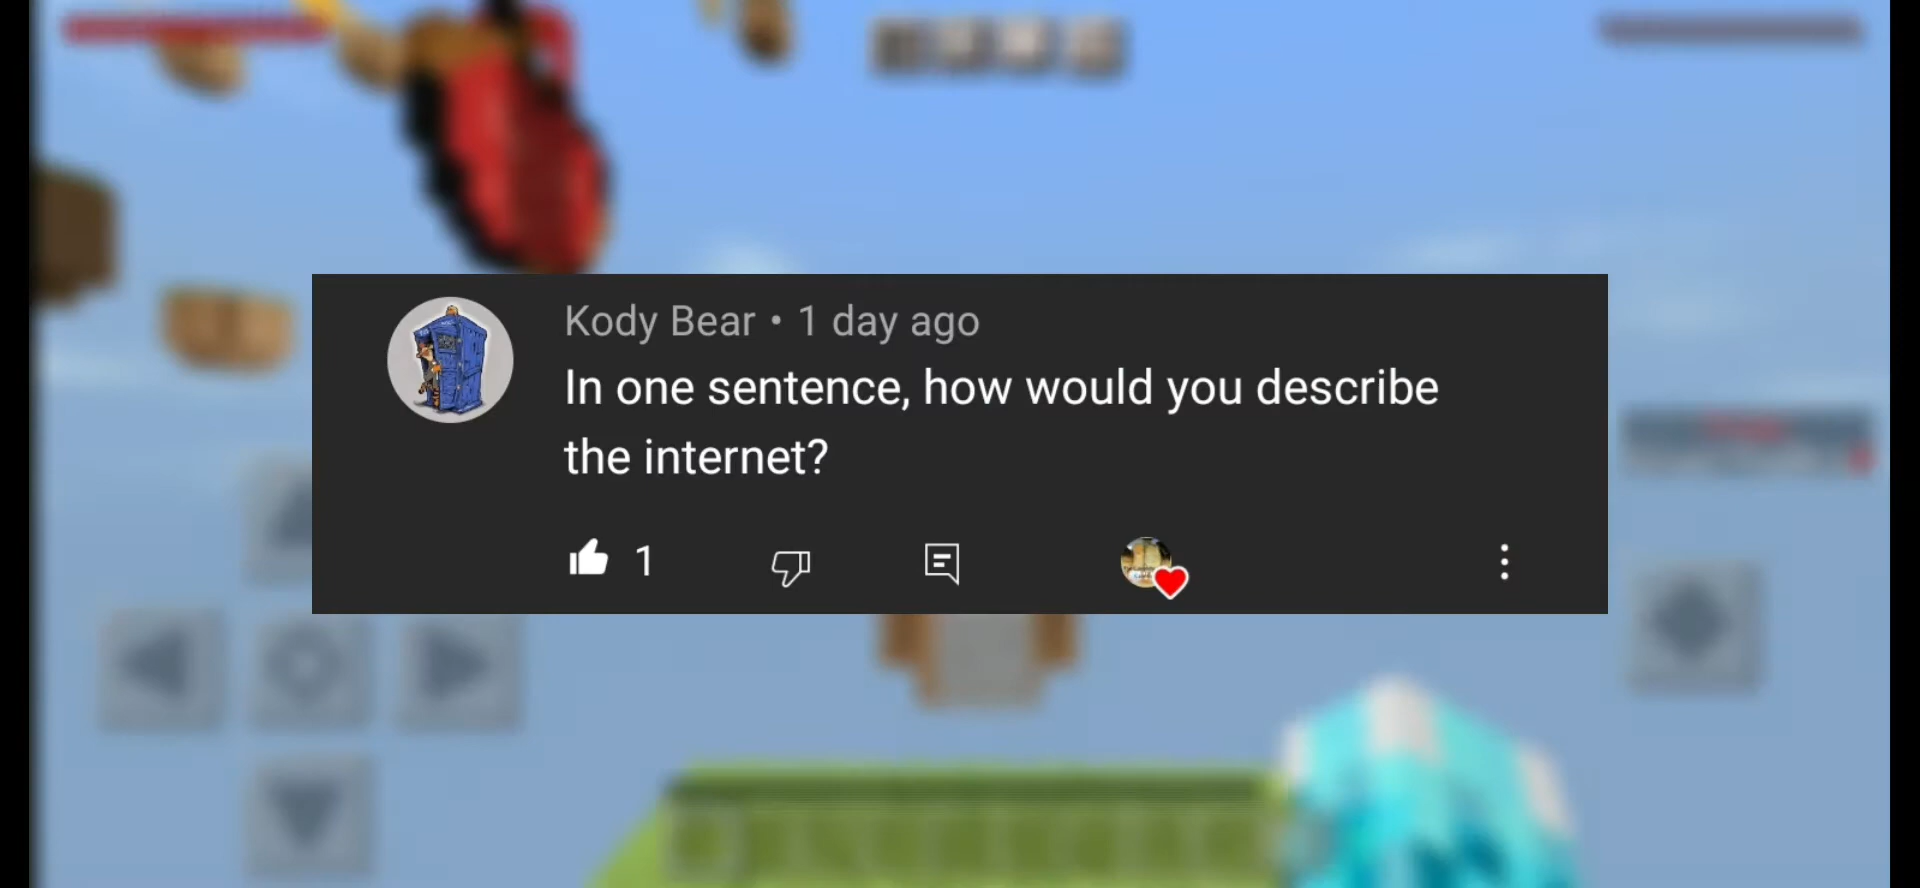 Kody Bear • 1 day ago
In one sentence, how would you describe
the internet?
1